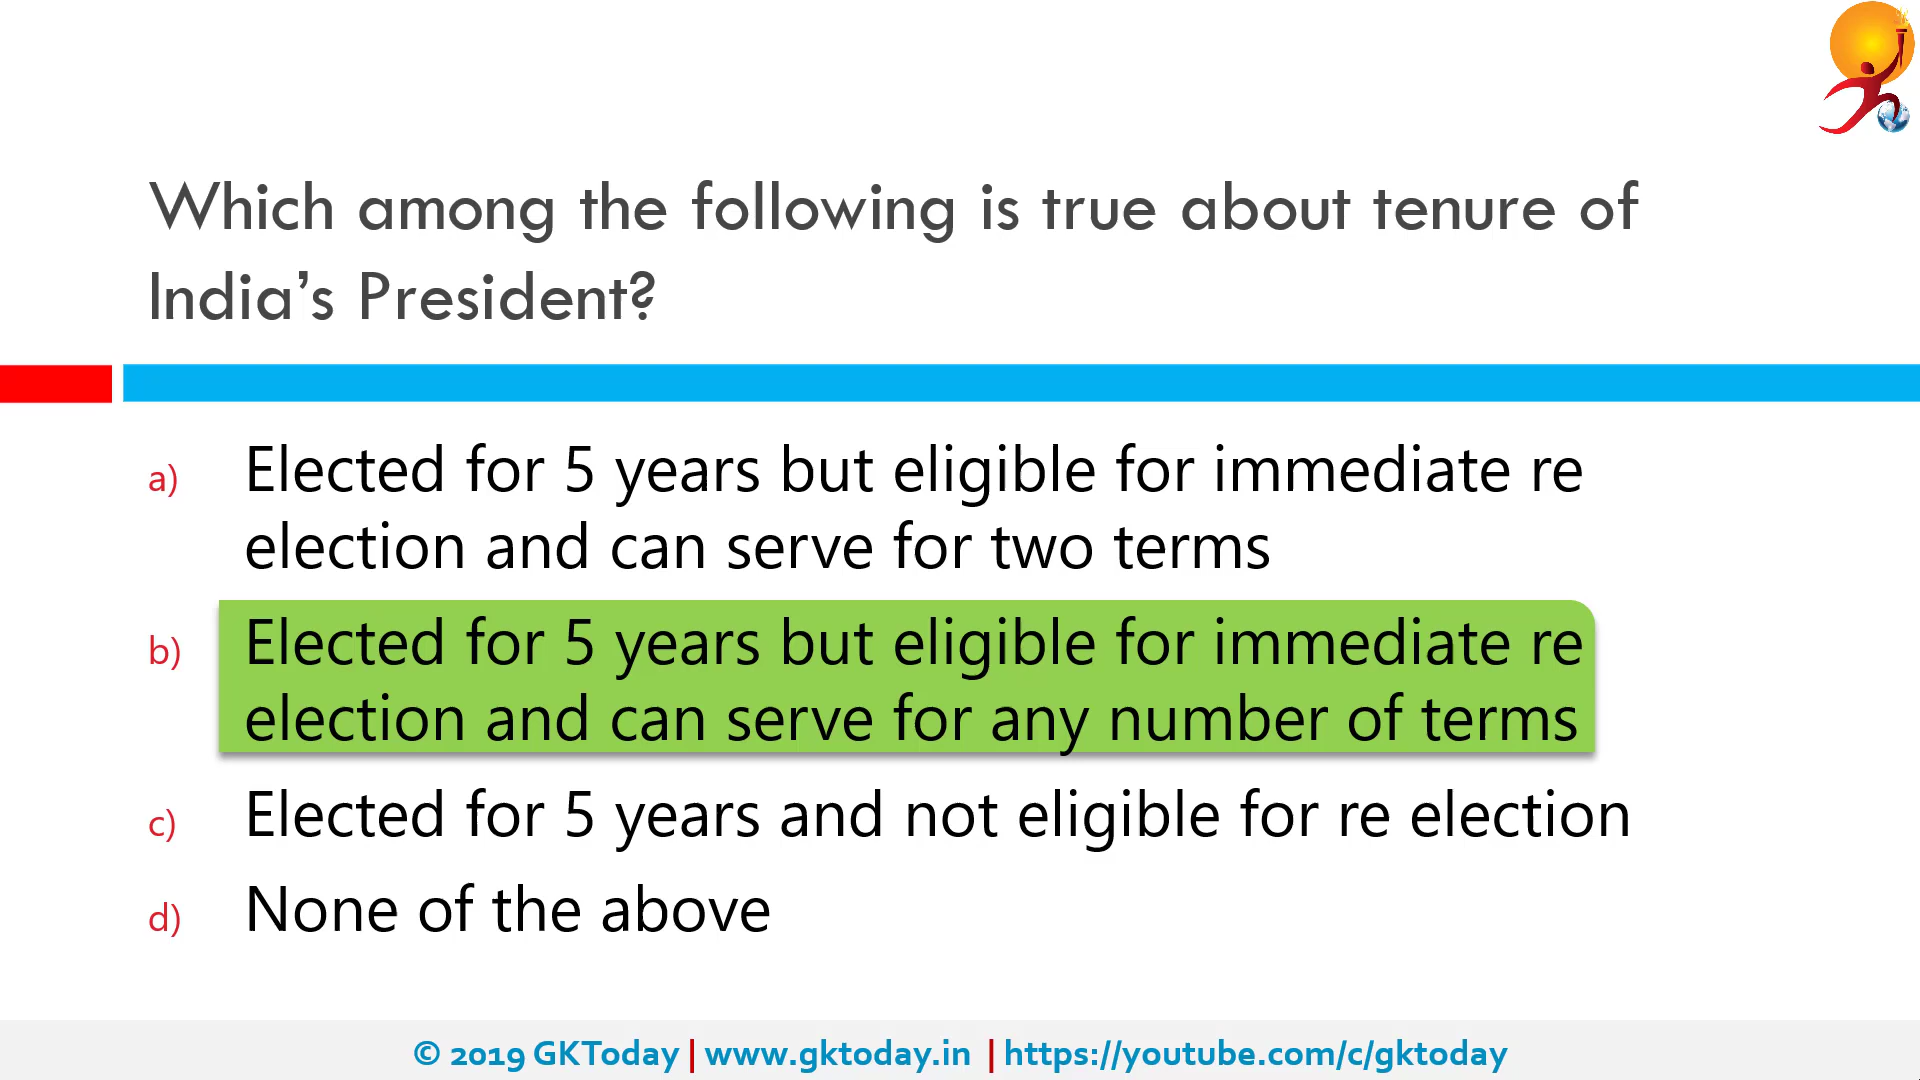 Which among the following is true about tenure of
India’s President?
a) Elected for 5 years but eligible for immediate re
election and can serve for two terms
b) Elected for 5 years but eligible for immediate re
election and can serve for any number of terms
c) Elected for 5 years and not eligible for re election
d) None of the above
© 2019 GKToday | www.gktoday.in | https://youtube.com/c/gktoday